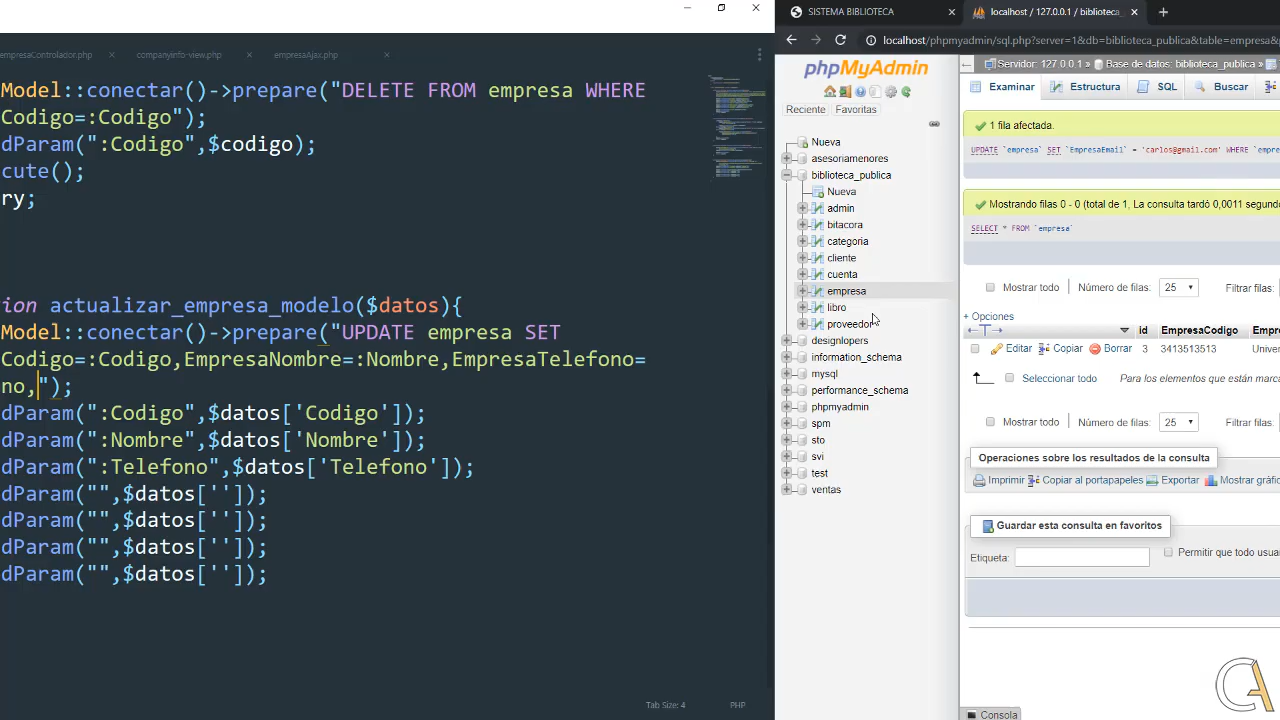 SISTEMA BIBLIOTECA
localhost / 127.0.0.1 / biblioteca_
localhost/phpmyadmin/sql.php?server=1&db=biblioteca_publica&table=empresa&
empresaControlador.php
companyinfo-view.php
empresaAjax.php
Model::conectar()->prepare("DELETE FROM empresa WHERE
Codigo=:Codigo");
dParam(":Codigo",$codigo);
cute();
ry;
ion actualizar_empresa_modelo($datos){
Model::conectar()->prepare("UPDATE empresa SET
Codigo=:Codigo,EmpresaNombre=:Nombre,EmpresaTelefono=
no,");
dParam(":Codigo",$datos['Codigo']);
dParam(":Nombre",$datos['Nombre']);
dParam(":Telefono",$datos['Telefono']);
dParam("",$datos['']);
dParam("",$datos['']);
dParam("",$datos['']);
dParam("",$datos['']);
Tab Size: 4 PHP
phpMyAdmin
Reciente Favoritas
Nueva
asesoriamenores
biblioteca_publica
Nueva
admin
bitacora
categoria
cliente
cuenta
empresa
libro
proveedor
designlopers
information_schema
mysql
performance_schema
phpmyadmin
spm
sto
svi
test
ventas
Servidor: 127.0.0.1 » Base de datos: biblioteca_publica »
Examinar Estructura SQL Buscar
1 fila afectada.
UPDATE `empresa` SET `EmpresaEmail` =
Mostrando filas 0 - 0 (total de 1, La consulta tardó 0,0011 segund
SELECT * FROM `empresa`
Mostrar todo Número de filas: 25 Filtrar filas:
+ Opciones
Id EmpresaCodigo Empre
Editar Copiar Borrar 3 3413513513 Univer
Seleccionar todo Para los elementos que están marca
Mostrar todo Número de filas: 25 Filtrar filas:
Operaciones sobre los resultados de la consulta
Imprimir Copiar al portapapeles Exportar Mostrar gráfic
Guardar esta consulta en favoritos
Etiqueta: Permitir que todo usua
Consola
CA